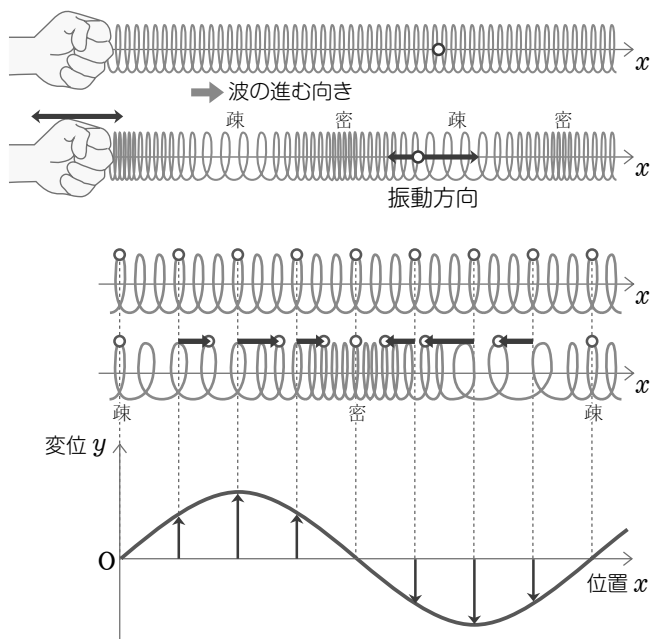 x
波の進む向き
疎 密 疎 密
x
振動方向
x
x
疎 密 疎
変位 y
O
位置 x